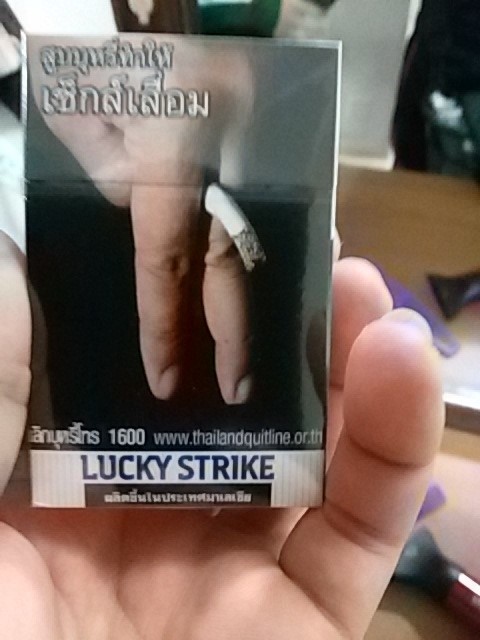 สูบบุหรี่ทำให้
เซ็กส์เสื่อม
เลิกบุหรี่โทร 1600 www.thailandquitline.or.th
LUCKY STRIKE
ผลิตขึ้นในประเทศมาเลเซีย